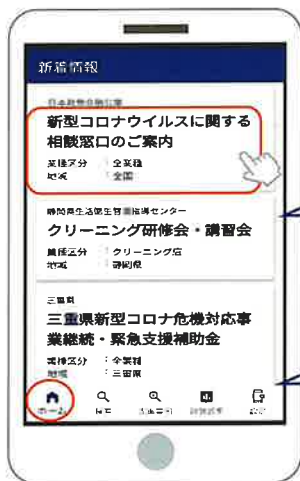 新着情報
新型コロナウイルスに関する
相談窓口のご案内
業種区分 : 全業種
地域 : 全国
クリーニング研修会・講習会
業種区分 : クリーニング店
地域 : 静岡県
三重県
三重県新型コロナ危機対応事
業継続・緊急支援補助金
業種区分 : 全業種
地域 : 三重県
ホーム